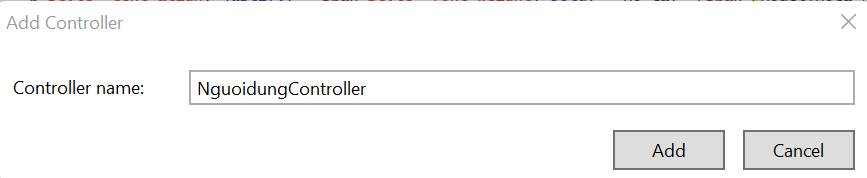 Add Controller
Controller name:
NguoidungController
Add
Cancel